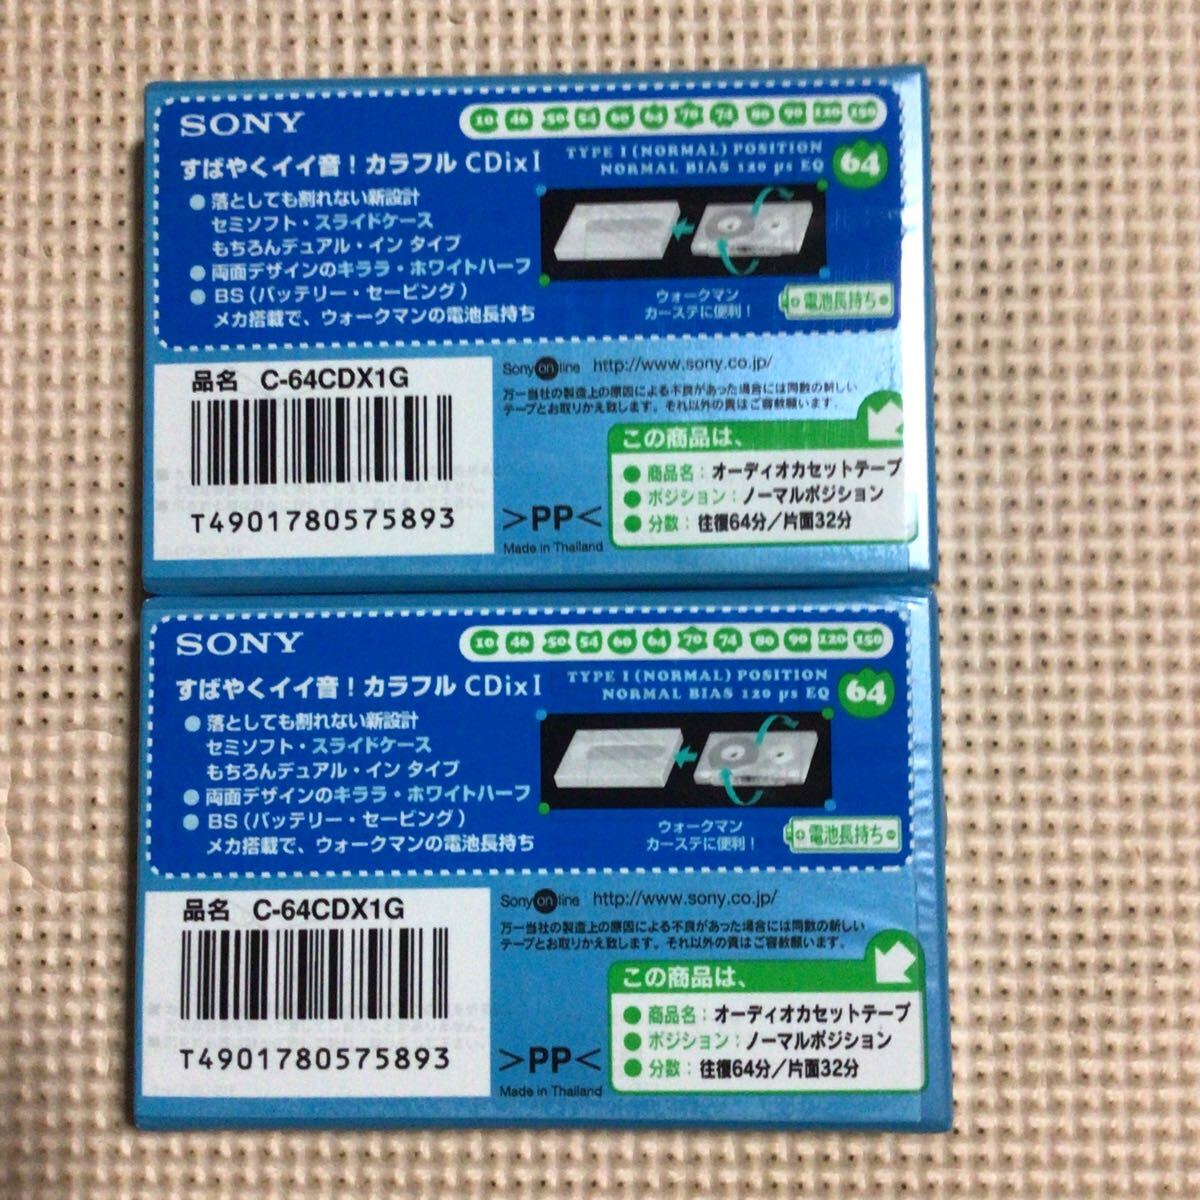 SONY
10 46 50 54 60 64 70 74 80 90 120 150
すばやくイイ音！カラフル CDixⅠ
TYPE I (NORMAL) POSITION
NORMAL BIAS 120 µs EQ
64
● 落としても割れない新設計
セミソフト・スライドケース
もちろんデュアル・イン タイプ
● 両面デザインのキララ・ホワイトハーフ
● BS（バッテリー・セービング）
メカ搭載で、ウォークマンの電池長持ち
ウォークマン
カーステに便利！
電池長持ち
品名 C-64CDX1G
T4901780575893
Sony on line http://www.sony.co.jp/
万一当社の製造上の原因による不良があった場合には同数の新しい
テープとお取りかえ致します。それ以外の責はご容赦願います。
>PP<
Made in Thailand
この商品は、
● 商品名：オーディオカセットテープ
● ポジション：ノーマルポジション
● 分数：往復64分／片面32分
SONY
10 46 50 54 60 64 70 74 80 90 120 150
すばやくイイ音！カラフル CDixⅠ
TYPE I (NORMAL) POSITION
NORMAL BIAS 120 µs EQ
64
● 落としても割れない新設計
セミソフト・スライドケース
もちろんデュアル・イン タイプ
● 両面デザインのキララ・ホワイトハーフ
● BS（バッテリー・セービング）
メカ搭載で、ウォークマンの電池長持ち
ウォークマン
カーステに便利！
電池長持ち
品名 C-64CDX1G
T4901780575893
Sony on line http://www.sony.co.jp/
万一当社の製造上の原因による不良があった場合には同数の新しい
テープとお取りかえ致します。それ以外の責はご容赦願います。
>PP<
Made in Thailand
この商品は、
● 商品名：オーディオカセットテープ
● ポジション：ノーマルポジション
● 分数：往復64分／片面32分